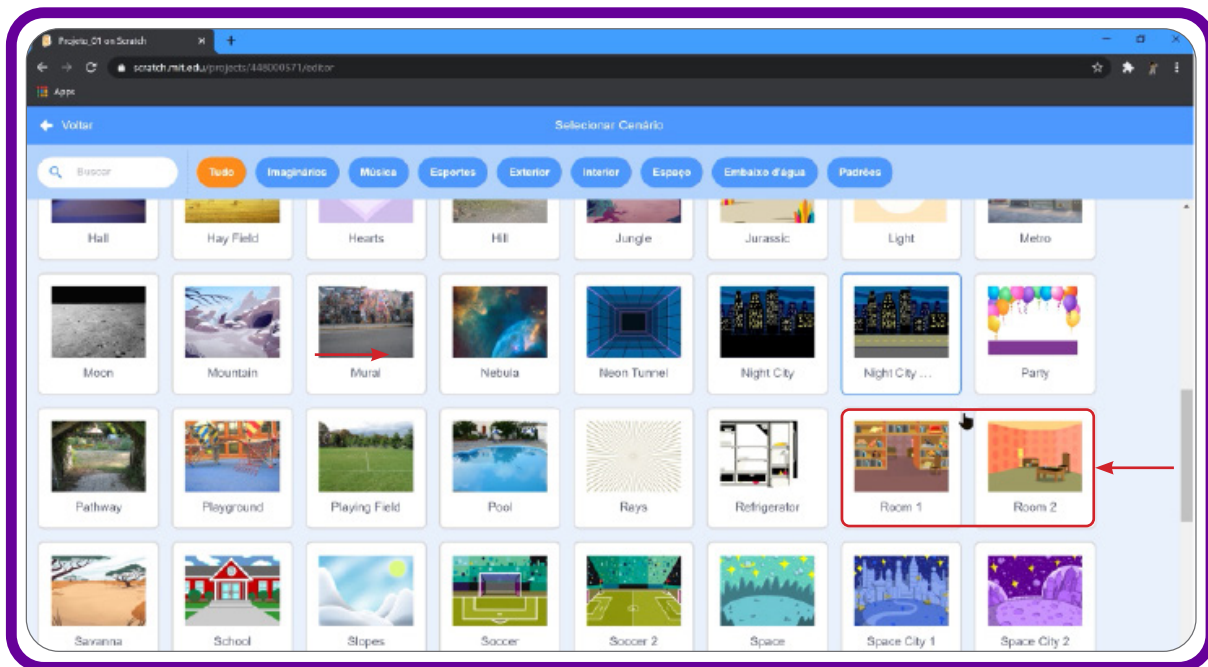 Projeto_01 on Scratch
scratch.mit.edu/projects/448000571/editor
Apps
Voltar
Selecionar Cenário
Buscar
Tudo Imaginários Música Esportes Exterior Interior Espaço Embaixo d'água Padrões
Hall Hay Field Hearts Hill Jungle Jurassic Light Metro
Moon Mountain Mural Nebula Neon Tunnel Night City Night City ... Party
Pathway Playground Playing Field Pool Rays Refrigerator Room 1 Room 2
Savanna School Slopes Soccer Soccer 2 Space Space City 1 Space City 2